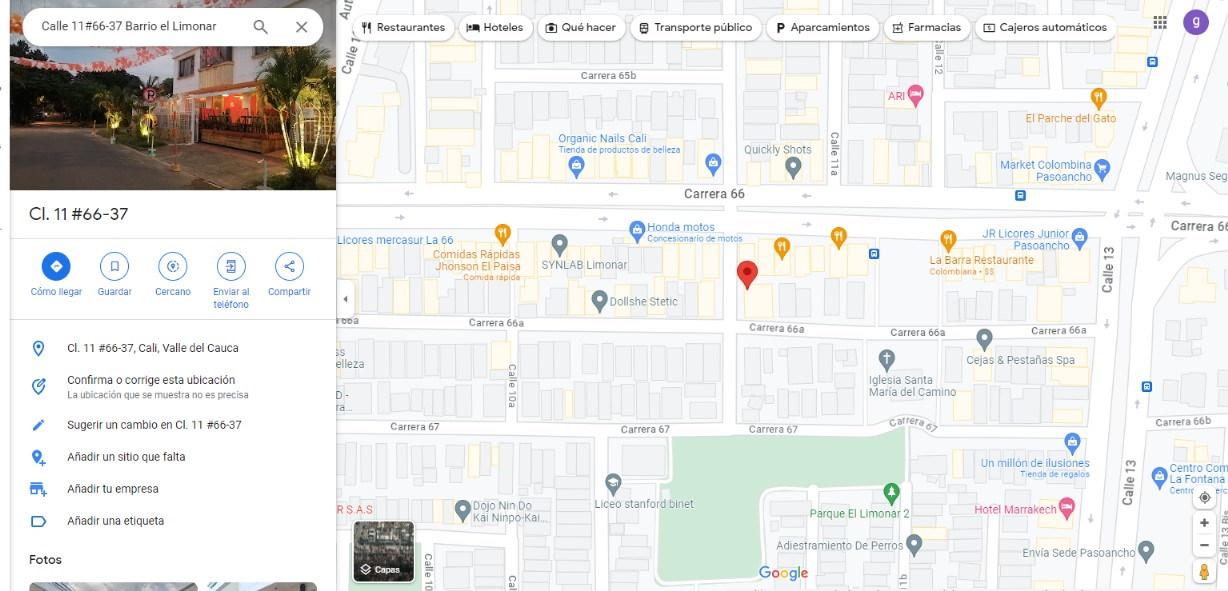 Calle 11#66-37 Barrio el Limonar
Restaurantes
Hoteles
Qué hacer
Transporte público
Aparcamientos
Farmacias
Cajeros automáticos
g
Cl. 11 #66-37
Cómo llegar
Guardar
Cercano
Enviar al
teléfono
Compartir
Cl. 11 #66-37, Cali, Valle del Cauca
Confirma o corrige esta ubicación
La ubicación que se muestra no es precisa
Sugerir un cambio en Cl. 11 #66-37
Añadir un sitio que falta
Añadir tu empresa
Añadir una etiqueta
Fotos
Carrera 65b
Calle 12
ARI
El Parche del Gato
Organic Nails Cali
Tienda de productos de belleza
Quickly Shots
Calle 11a
Market Colombina
Pasoancho
Magnus Seg
Carrera 66
Carrera 66
Licores mercasur La 66
Comidas Rápidas
Jhonson El Paisa
Comida rápida
SYNLAB Limonar
Honda motos
Concesionario de motos
JR Licores Junior
Pasoancho
La Barra Restaurante
Colombiana • $$
Calle 13
Dollshe Stetic
Carrera 66a
Carrera 66a
Carrera 66a
Carrera 66a
Cejas & Pestañas Spa
Iglesia Santa
María del Camino
Calle 10a
Carrera 67
Carrera 67
Carrera 67
Carrera 67
Carrera 66b
Un millón de ilusiones
Tienda de regalos
Calle 13
Centro Com
La Fontana
Liceo stanford binet
R S.A.S
Dojo Nin Do
Kai Ninpo-Kai...
Parque El Limonar 2
Hotel Marrakech
Adiestramiento De Perros
Envía Sede Pasoancho
Capas
Google